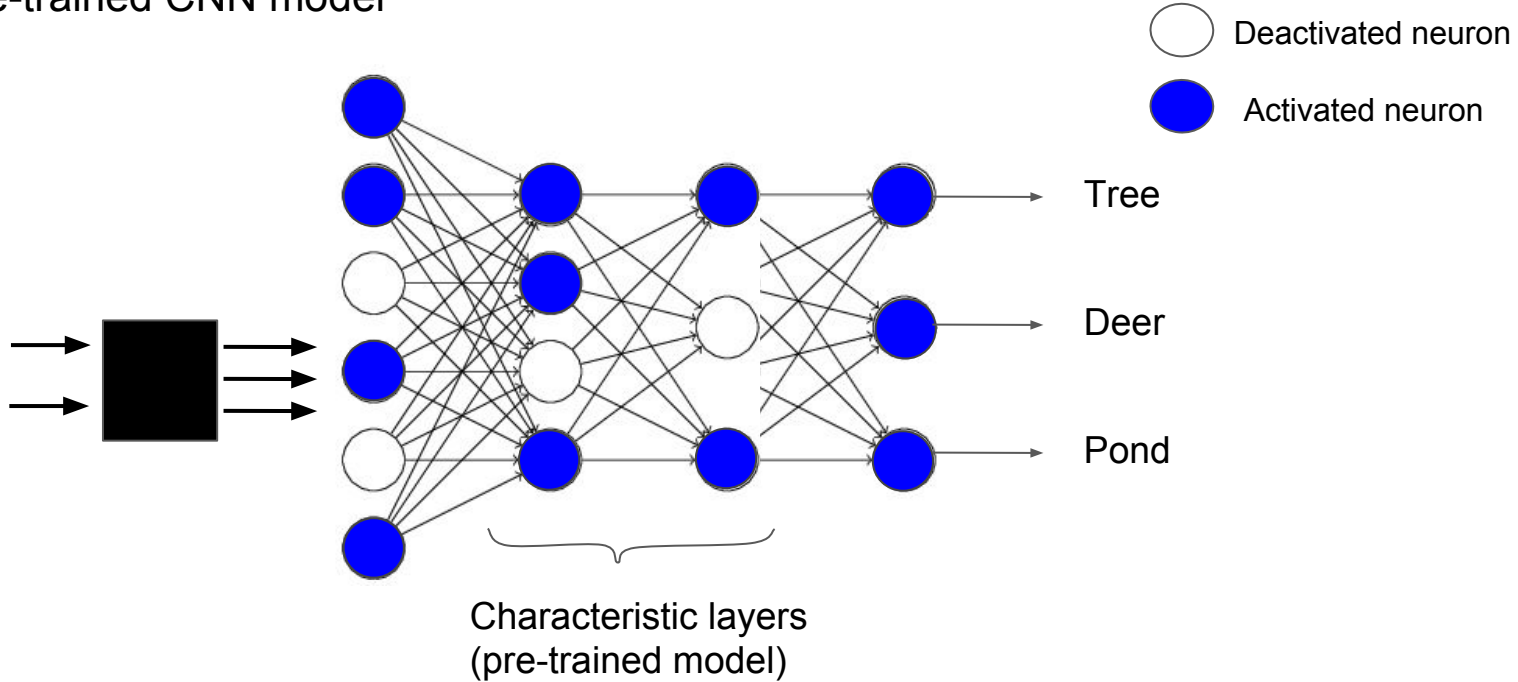 e-trained CNN model
Deactivated neuron
Activated neuron
Tree
Deer
Pond
Characteristic layers
(pre-trained model)